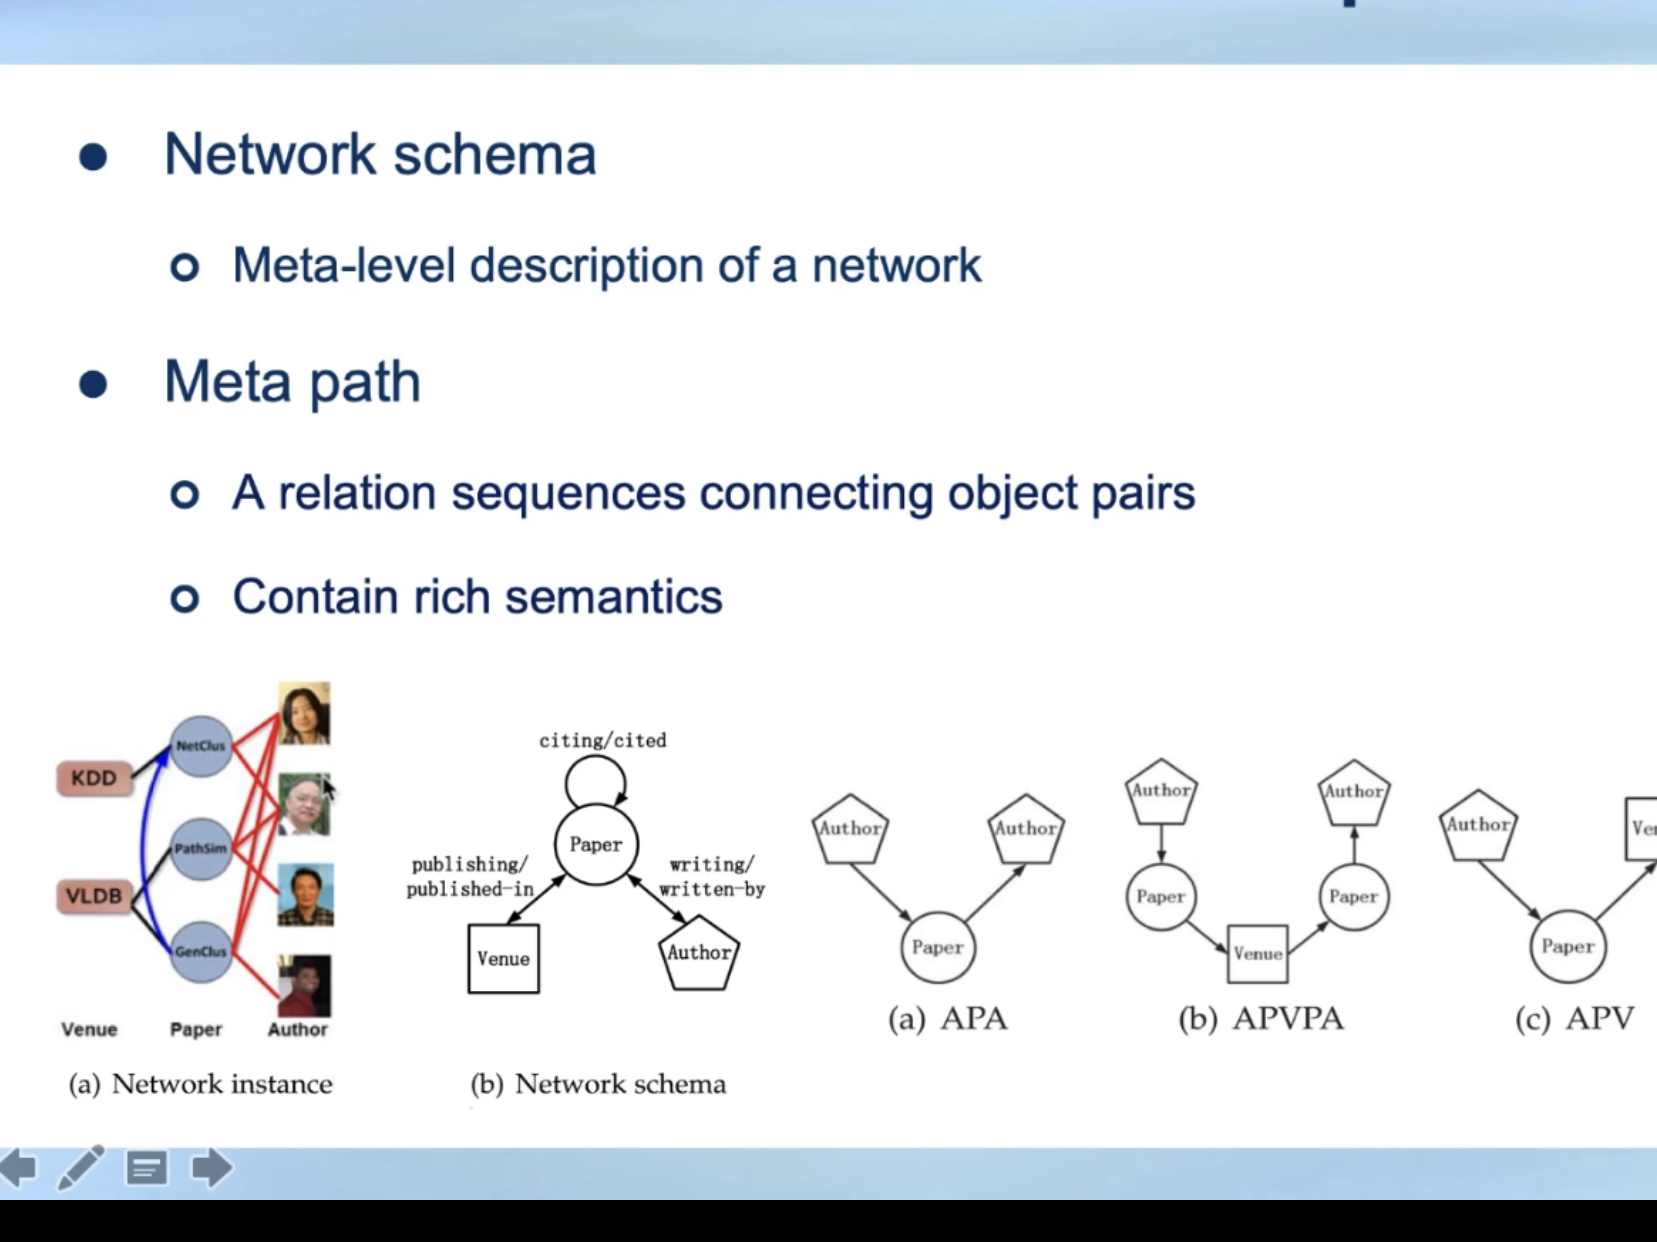 Network schema
Meta-level description of a network
Meta path
A relation sequences connecting object pairs
Contain rich semantics
KDD
VLDB
NetClus
PathSim
GenClus
Venue Paper Author
(a) Network instance
citing/cited
Paper
publishing/
published-in
writing/
written-by
Venue
Author
(b) Network schema
Author
Author
Paper
(a) APA
Author
Author
Paper
Paper
Venue
(b) APVPA
Author
Paper
(c) APV